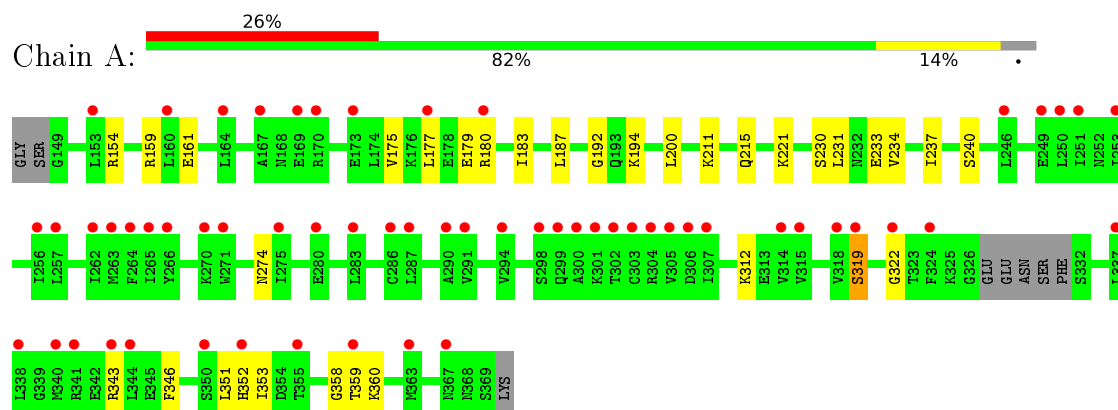 26%
Chain A:
82% 14% •
GLY SER G149 L153 R154 R159 L160 E161 L164 A167 N168 E169 R170 E173 L174 V175 K176 L177 E178 E179 R180 I183 L187 G192 Q193 K194 L200 K211 Q215 K221 S230 L231 N232 E233 V234 I237 S240 L246 E249 L250 I251 N252
I256 L257 I262 M263 F264 I265 Y266 K270 W271 N274 I275 E280 L283 C286 L287 A290 V291 V294 S298 Q299 A300 K301 T302 C303 R304 V305 D306 I307 K312 E313 V314 V315 V318 S319 G322 T323 F324 K325 G326 GLU GLU ASN SER PHE S332 L337
L338 G339 M340 R341 E342 R343 L344 E345 F346 S350 L351 H352 I353 D354 T355 G358 T359 K360 M363 N367 N368 S369 LYS